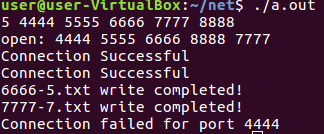 user@user-VirtualBox:~/net$ ./a.out
5 4444 5555 6666 7777 8888
open: 4444 5555 6666 8888 7777
Connection Successful
Connection Successful
6666-5.txt write completed!
7777-7.txt write completed!
Connection failed for port 4444